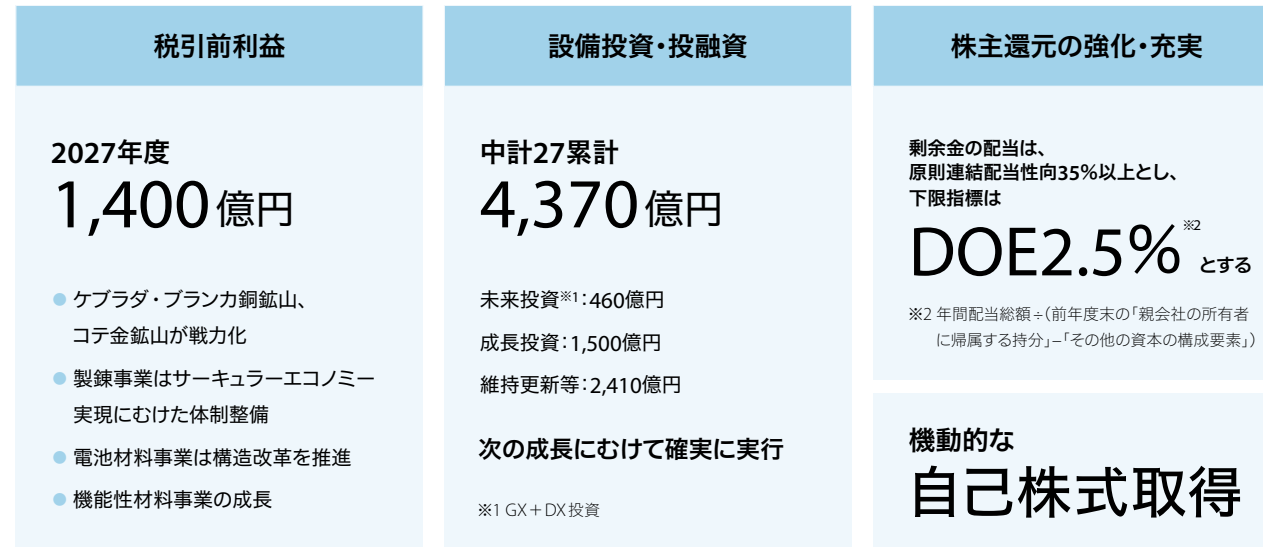 税引前利益
2027年度
1,400億円
● ケブラダ・ブランカ銅鉱山、
コテ金鉱山が戦力化
● 製錬事業はサーキュラーエコノミー
実現にむけた体制整備
● 電池材料事業は構造改革を推進
● 機能性材料事業の成長
設備投資・投融資
中計27累計
4,370億円
未来投資※1：460億円
成長投資：1,500億円
維持更新等：2,410億円
次の成長にむけて確実に実行
※1 GX＋DX投資
株主還元の強化・充実
剰余金の配当は、
原則連結配当性向35％以上とし、
下限指標は
DOE2.5％※2とする
※2 年間配当総額÷（前年度末の「親会社の所有者
に帰属する持分」−「その他の資本の構成要素」）
機動的な
自己株式取得